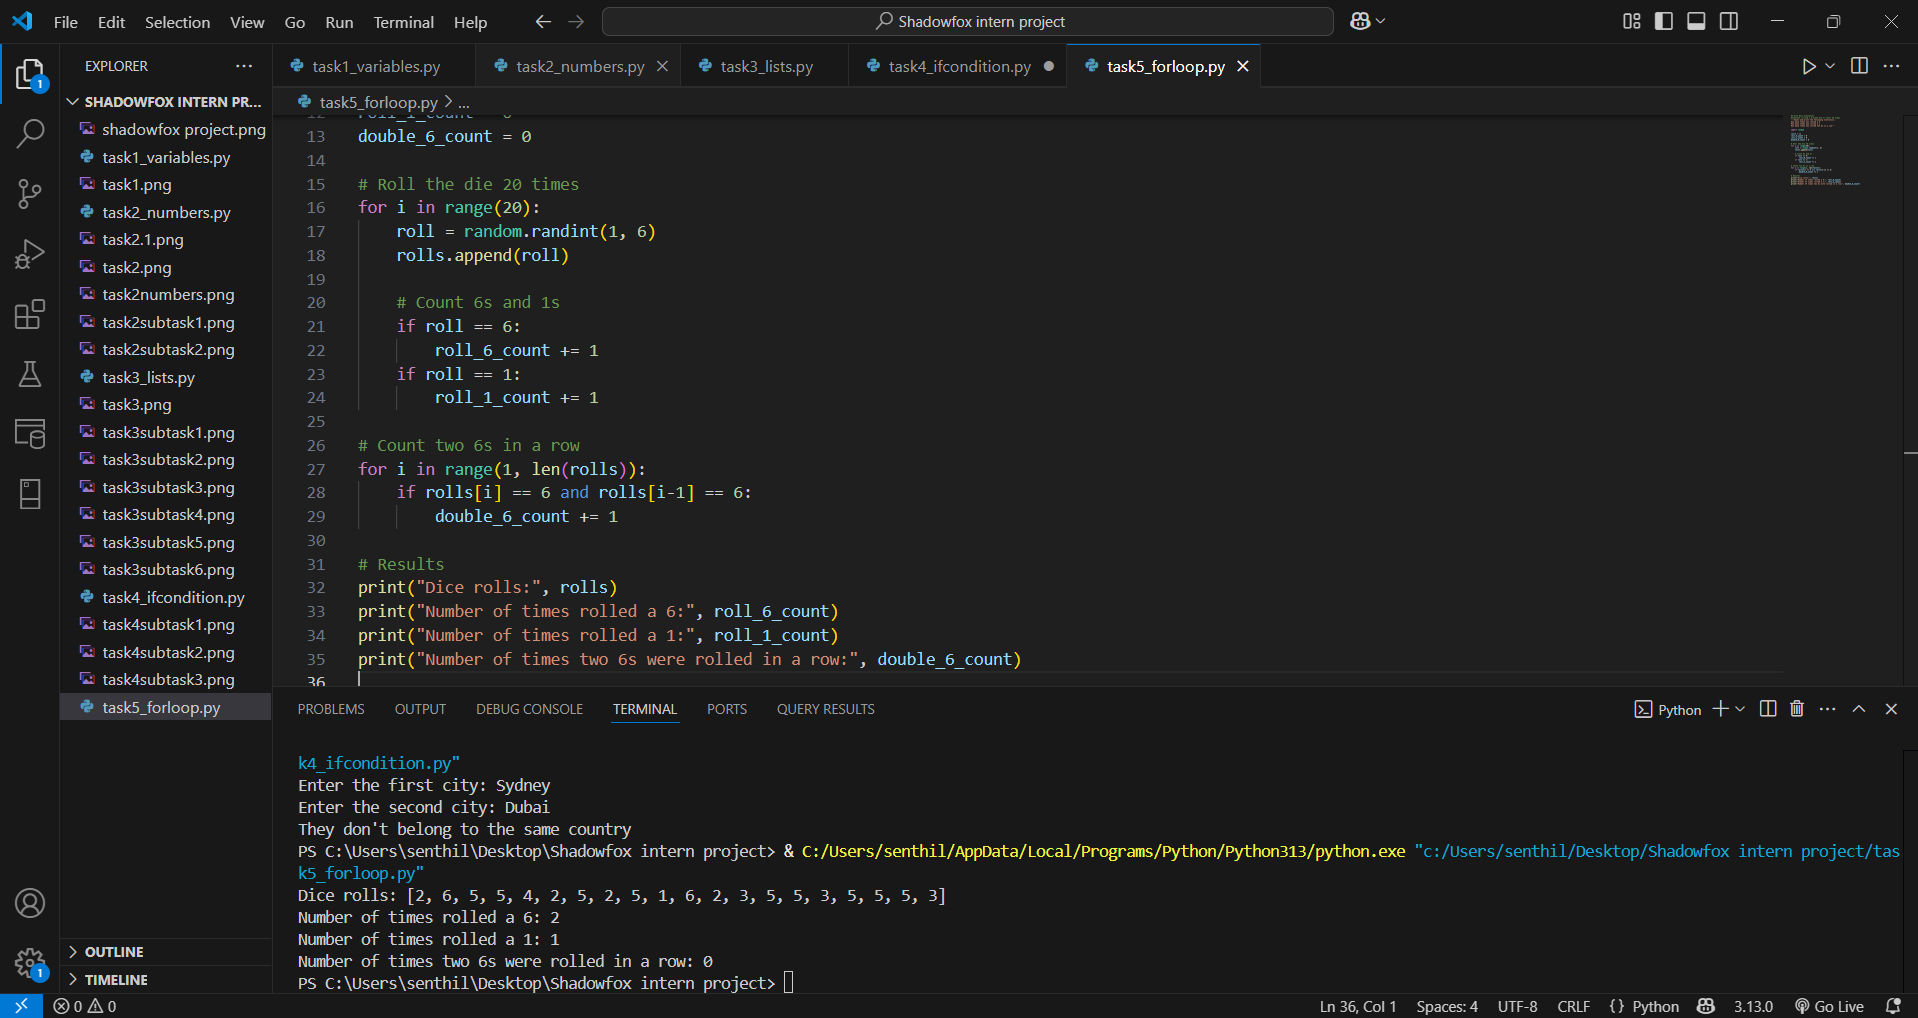 File Edit Selection View Go Run Terminal Help
Shadowfox intern project
EXPLORER
task1_variables.py task2_numbers.py task3_lists.py task4_ifcondition.py task5_forloop.py
SHADOWFOX INTERN PR...
task5_forloop.py > ...
shadowfox project.png
task1_variables.py
task1.png
task2_numbers.py
task2.1.png
task2.png
task2numbers.png
task2subtask1.png
task2subtask2.png
task3_lists.py
task3.png
task3subtask1.png
task3subtask2.png
task3subtask3.png
task3subtask4.png
task3subtask5.png
task3subtask6.png
task4_ifcondition.py
task4subtask1.png
task4subtask2.png
task4subtask3.png
task5_forloop.py
OUTLINE
TIMELINE
1
1
13 double_6_count = 0
14
15 # Roll the die 20 times
16 for i in range(20):
17 roll = random.randint(1, 6)
18 rolls.append(roll)
19
20 # Count 6s and 1s
21 if roll == 6:
22 roll_6_count += 1
23 if roll == 1:
24 roll_1_count += 1
25
26 # Count two 6s in a row
27 for i in range(1, len(rolls)):
28 if rolls[i] == 6 and rolls[i-1] == 6:
29 double_6_count += 1
30
31 # Results
32 print("Dice rolls:", rolls)
33 print("Number of times rolled a 6:", roll_6_count)
34 print("Number of times rolled a 1:", roll_1_count)
35 print("Number of times two 6s were rolled in a row:", double_6_count)
36
PROBLEMS OUTPUT DEBUG CONSOLE TERMINAL PORTS QUERY RESULTS
Python
k4_ifcondition.py"
Enter the first city: Sydney
Enter the second city: Dubai
They don't belong to the same country
PS C:\Users\senthil\Desktop\Shadowfox intern project> & C:/Users/senthil/AppData/Local/Programs/Python/Python313/python.exe "c:/Users/senthil/Desktop/Shadowfox intern project/tas
k5_forloop.py"
Dice rolls: [2, 6, 5, 5, 4, 2, 5, 2, 5, 1, 6, 2, 3, 5, 5, 3, 5, 5, 5, 3]
Number of times rolled a 6: 2
Number of times rolled a 1: 1
Number of times two 6s were rolled in a row: 0
PS C:\Users\senthil\Desktop\Shadowfox intern project>
0 0 Ln 36, Col 1 Spaces: 4 UTF-8 CRLF {} Python 3.13.0 Go Live